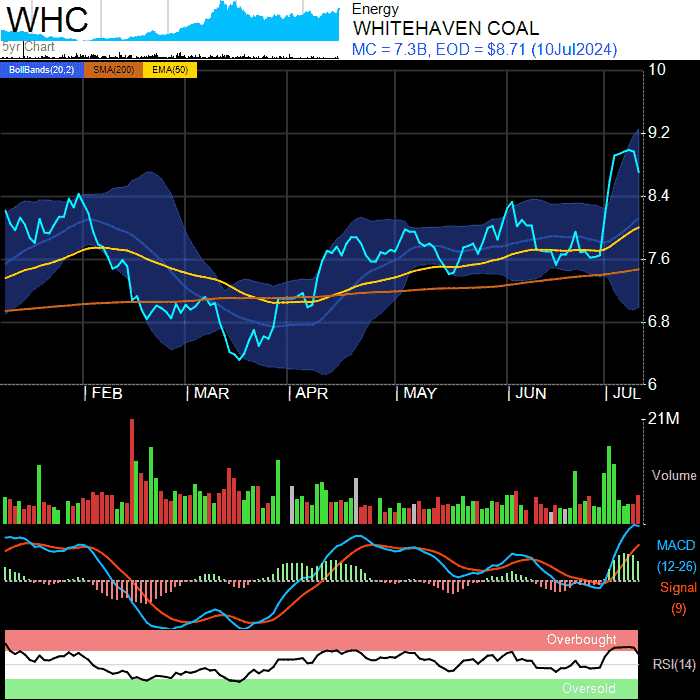 WHC
5yr Chart
Energy
WHITEHAVEN COAL
MC = 7.3B, EOD = $8.71 (10Jul2024)
BollBands(20,2) SMA(200) EMA(50)
10
9.2
8.4
7.6
6.8
6
FEB MAR APR MAY JUN JUL
21M
Volume
MACD
(12-26)
Signal
(9)
Overbought
RSI(14)
Oversold